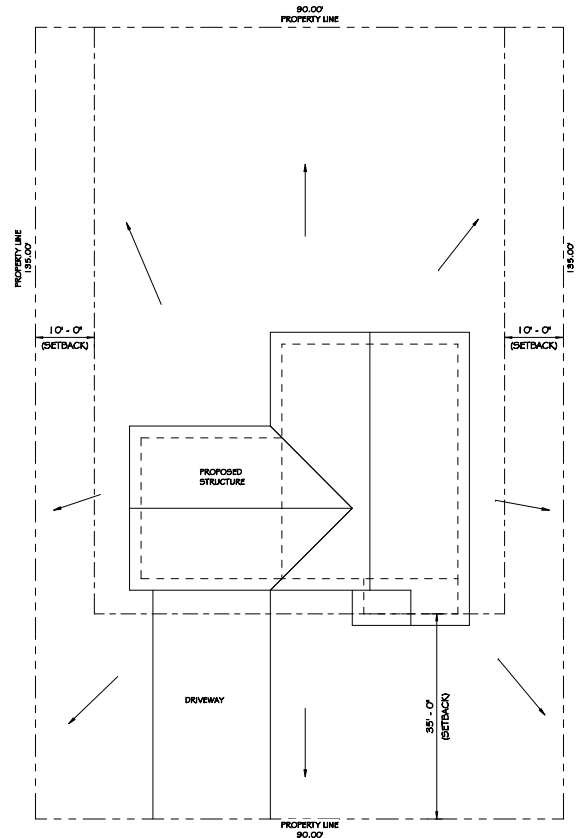 90.00'
PROPERTY LINE
PROPERTY LINE
135.00'
135.00'
10' - 0"
(SETBACK)
10' - 0"
(SETBACK)
PROPOSED
STRUCTURE
DRIVEWAY
35' - 0"
(SETBACK)
PROPERTY LINE
90.00'